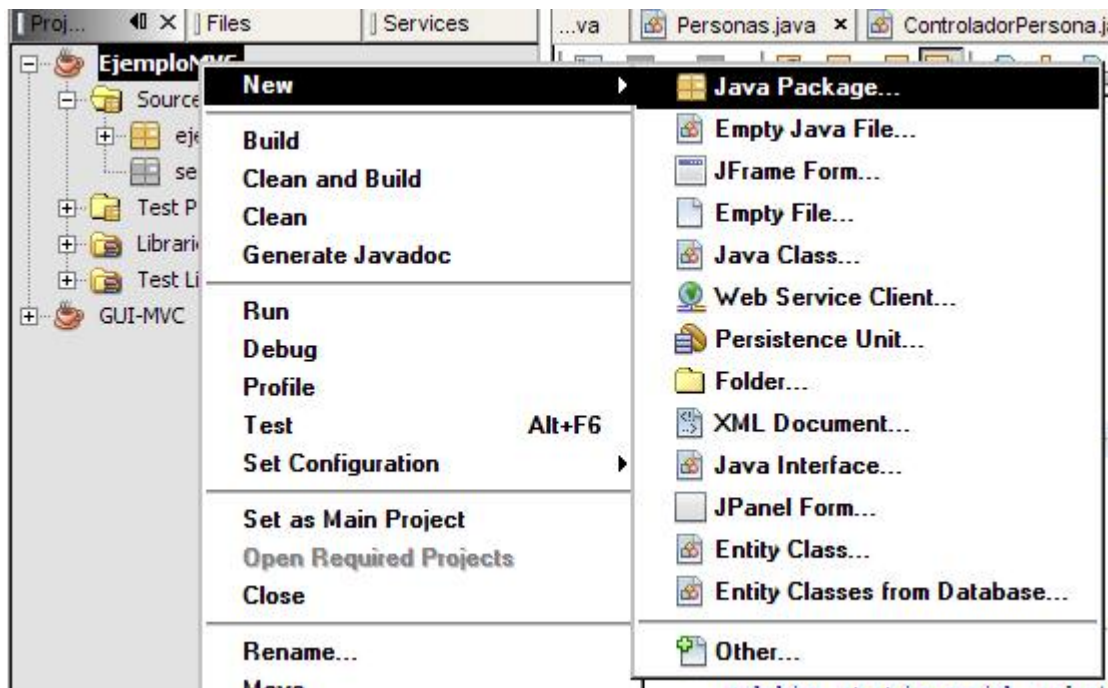 Proj...
Files
Services
...va
Personas.java
ControladorPersona.j
EjemploMVC
Source
eje
se
Test P
Librari
Test Li
GUI-MVC
New
Build
Clean and Build
Clean
Generate Javadoc
Run
Debug
Profile
Test Alt+F6
Set Configuration
Set as Main Project
Open Required Projects
Close
Rename...
Java Package...
Empty Java File...
JFrame Form...
Empty File...
Java Class...
Web Service Client...
Persistence Unit...
Folder...
XML Document...
Java Interface...
JPanel Form...
Entity Class...
Entity Classes from Database...
Other...